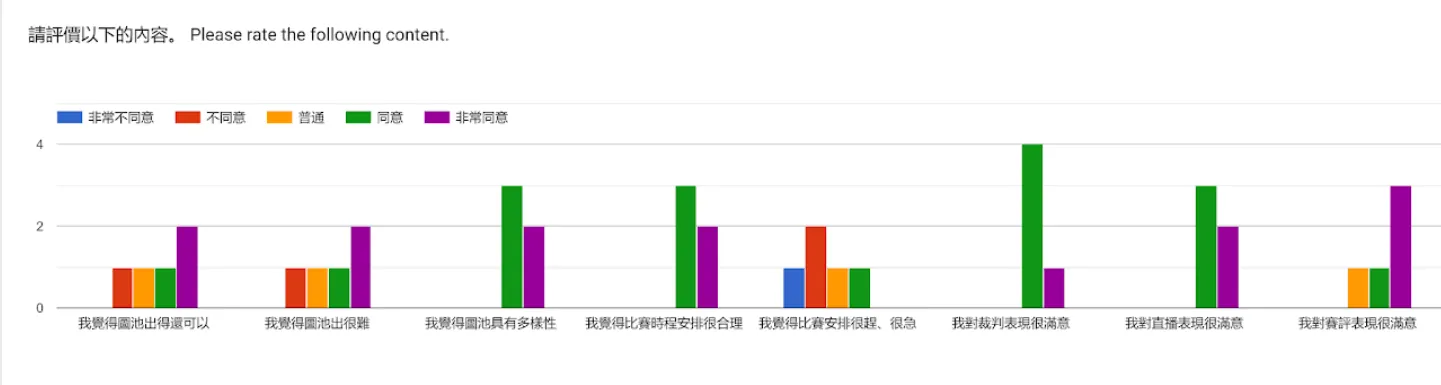 請評價以下的內容。 Please rate the following content.
非常不同意 不同意 普通 同意 非常同意
4
2
0
我覺得圖池出得還可以 我覺得圖池出很難 我覺得圖池具有多樣性 我覺得比賽時程安排很合理 我覺得比賽安排很趕、很急 我對裁判表現很滿意 我對直播表現很滿意 我對賽評表現很滿意